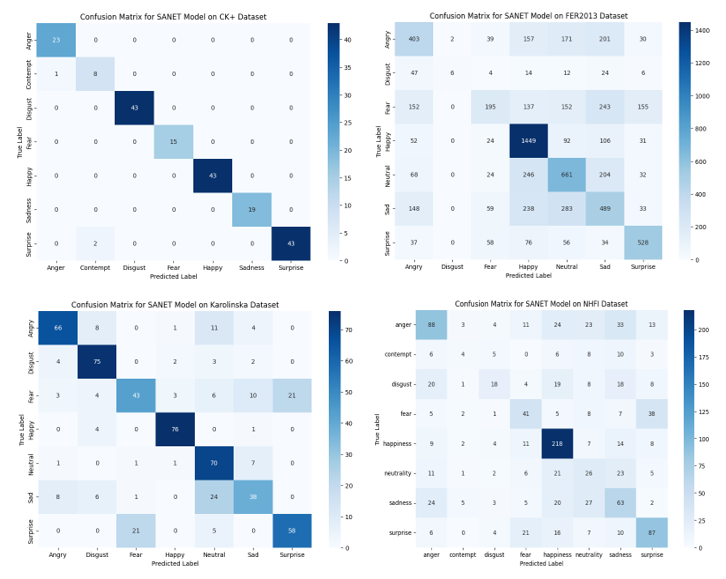 Confusion Matrix for SANET Model on CK+ Dataset
True Label
Anger 23 0 0 0 0 0 0
Contempt 1 8 0 0 0 0 0
Disgust 0 0 43 0 0 0 0
Fear 0 0 0 15 0 0 0
Happy 0 0 0 0 43 0 0
Sadness 0 0 0 0 0 19 0
Surprise 0 2 0 0 0 0 43
Anger Contempt Disgust Fear Happy Sadness Surprise
Predicted Label
40
35
30
25
20
15
10
5
0
Confusion Matrix for SANET Model on FER2013 Dataset
True Label
Angry 403 2 39 157 171 201 30
Disgust 47 6 4 14 12 24 6
Fear 152 0 195 137 152 243 155
Happy 52 0 24 1449 92 106 31
Neutral 68 0 24 246 661 204 32
Sad 148 0 59 238 283 489 33
Surprise 37 0 58 76 56 34 528
Angry Disgust Fear Happy Neutral Sad Surprise
Predicted Label
1400
1200
1000
800
600
400
200
0
Confusion Matrix for SANET Model on Karolinska Dataset
True Label
Angry 66 8 0 1 11 4 0
Disgust 4 75 0 2 3 2 0
Fear 3 4 43 3 6 10 21
Happy 0 4 0 76 0 1 0
Neutral 1 0 1 1 70 7 0
Sad 8 6 1 0 24 38 0
Surprise 0 0 21 0 5 0 58
Angry Disgust Fear Happy Neutral Sad Surprise
Predicted Label
70
60
50
40
30
20
10
0
Confusion Matrix for SANET Model on NHFI Dataset
True Label
anger 88 3 4 11 24 23 33 13
contempt 6 4 5 0 6 8 10 3
disgust 20 1 18 4 19 8 18 8
fear 5 2 1 41 5 8 7 38
happiness 9 2 4 11 218 7 14 8
neutrality 11 1 2 6 21 26 23 5
sadness 24 5 3 5 20 27 63 2
surprise 6 0 4 21 16 7 10 87
anger contempt disgust fear happiness neutrality sadness surprise
Predicted Label
200
175
150
125
100
75
50
25
0